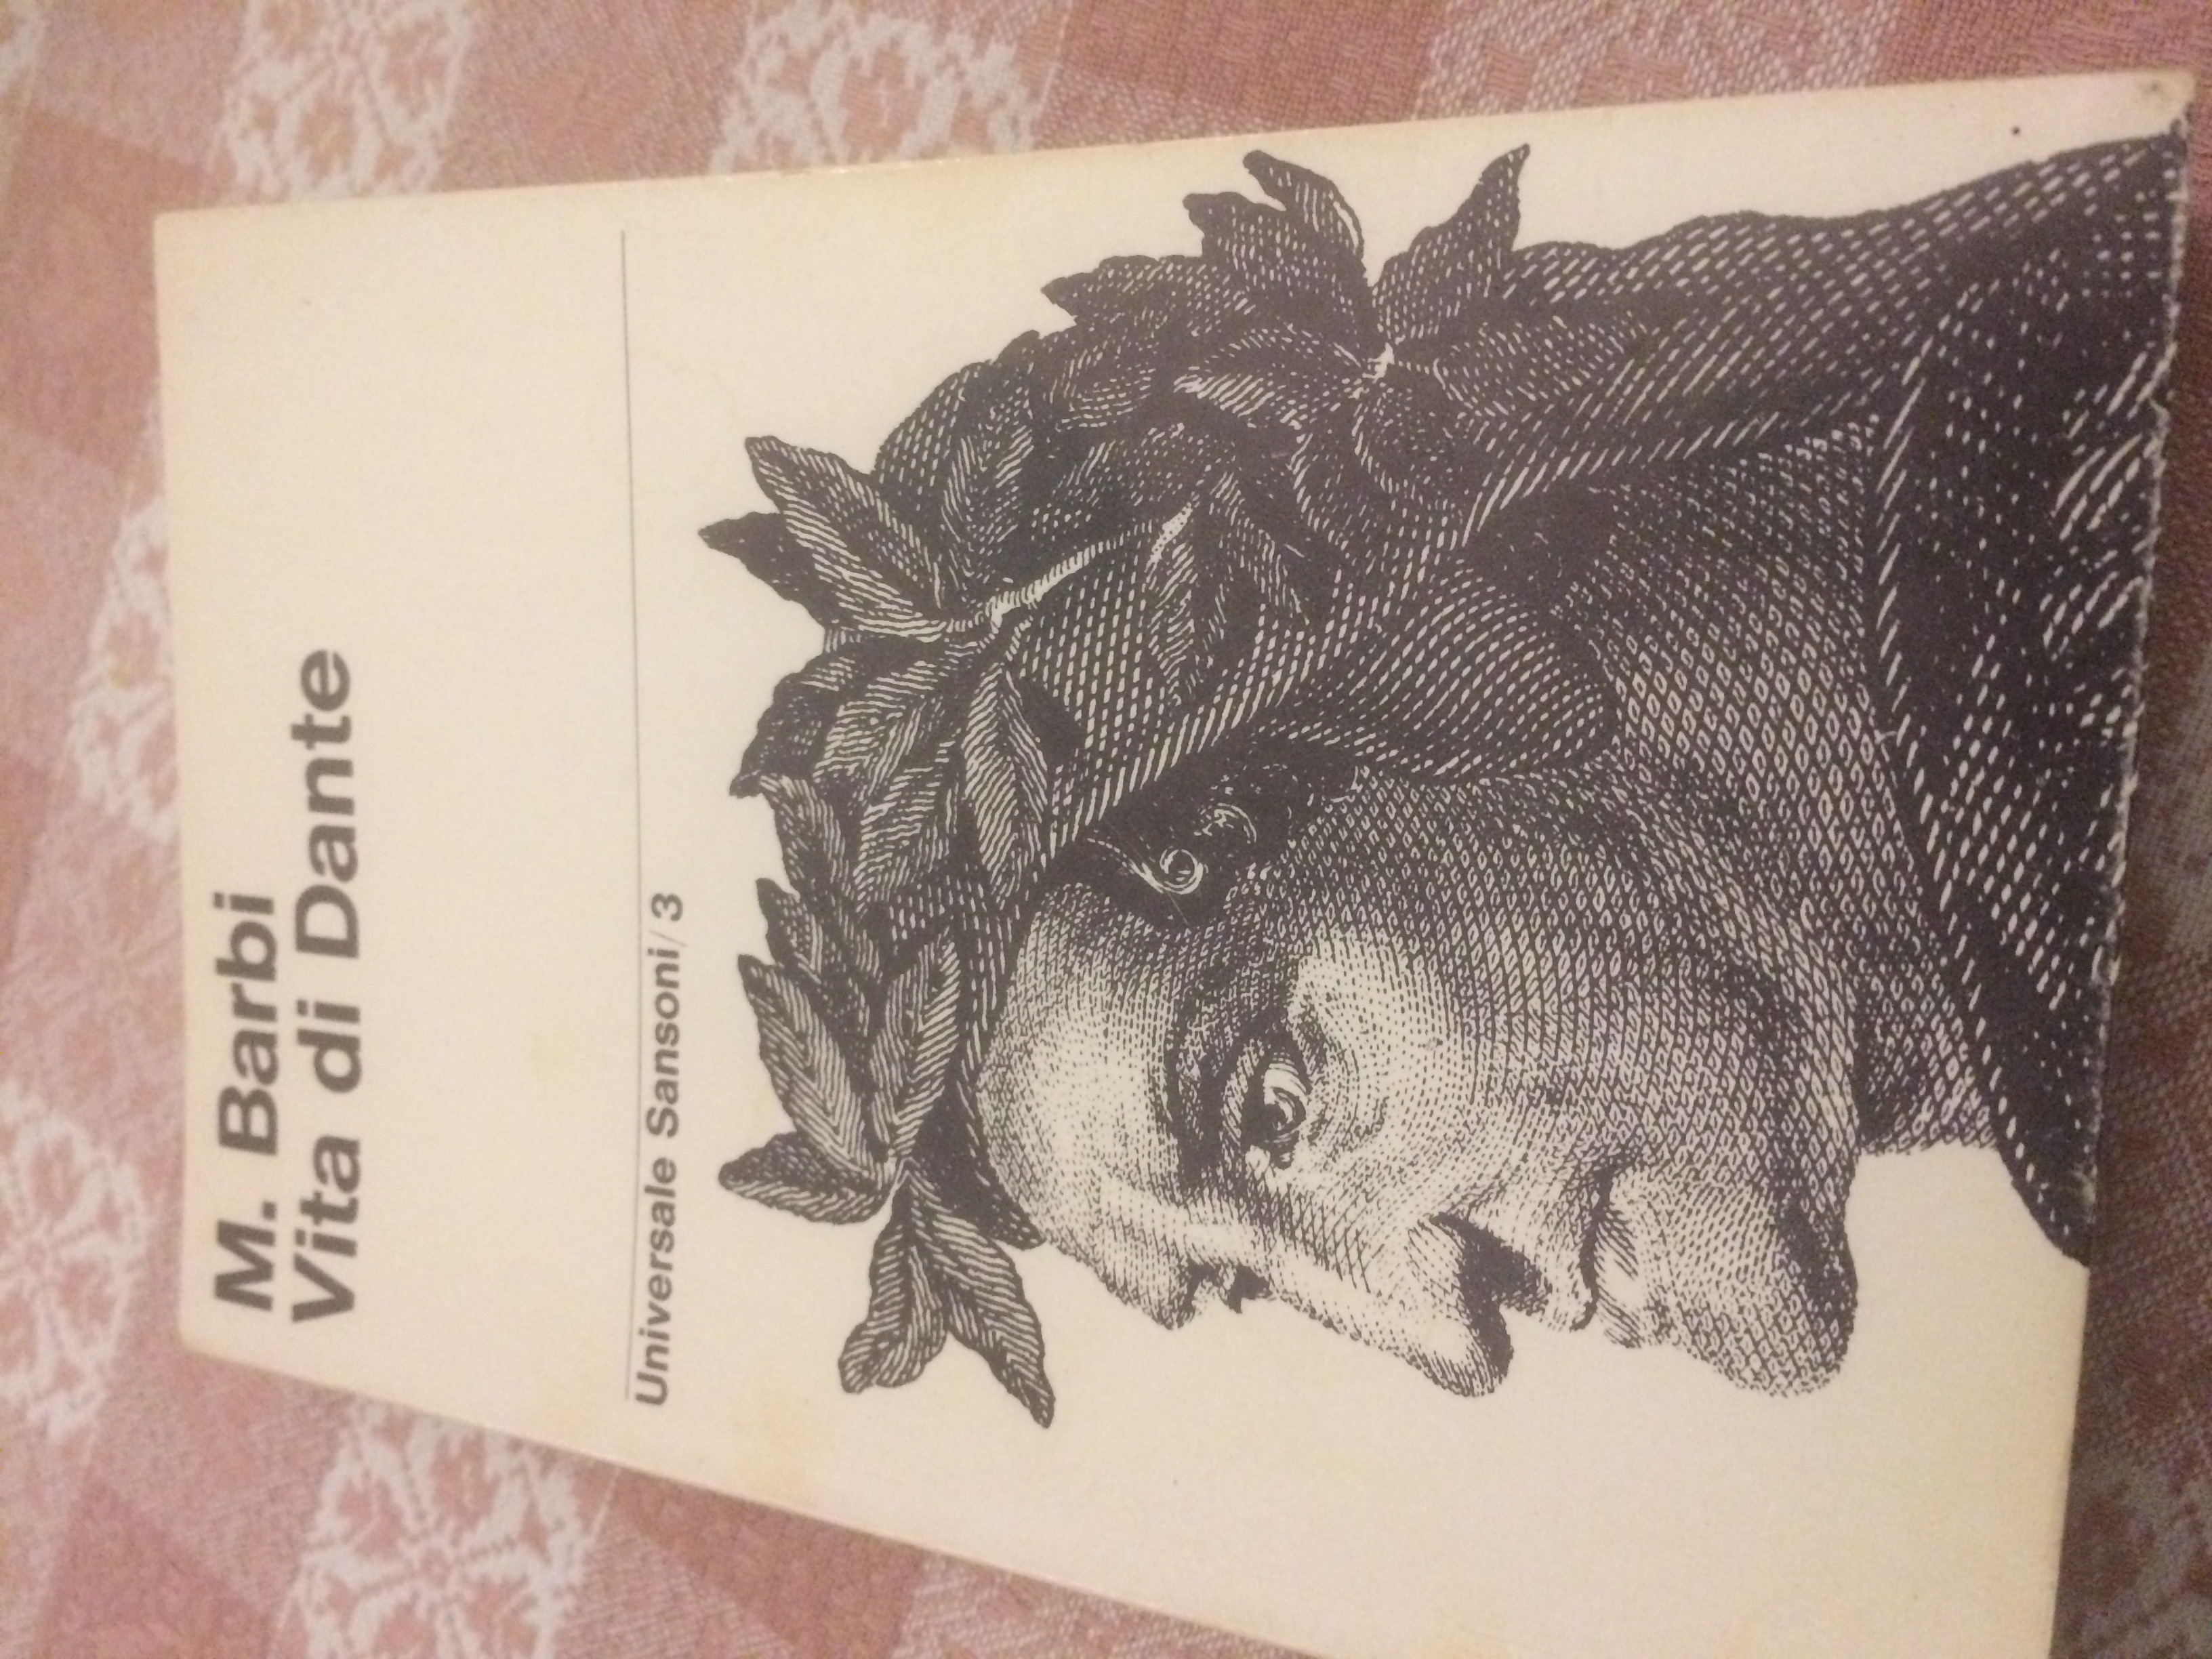 M. Barbi
Vita di Dante
Universale Sansoni/3